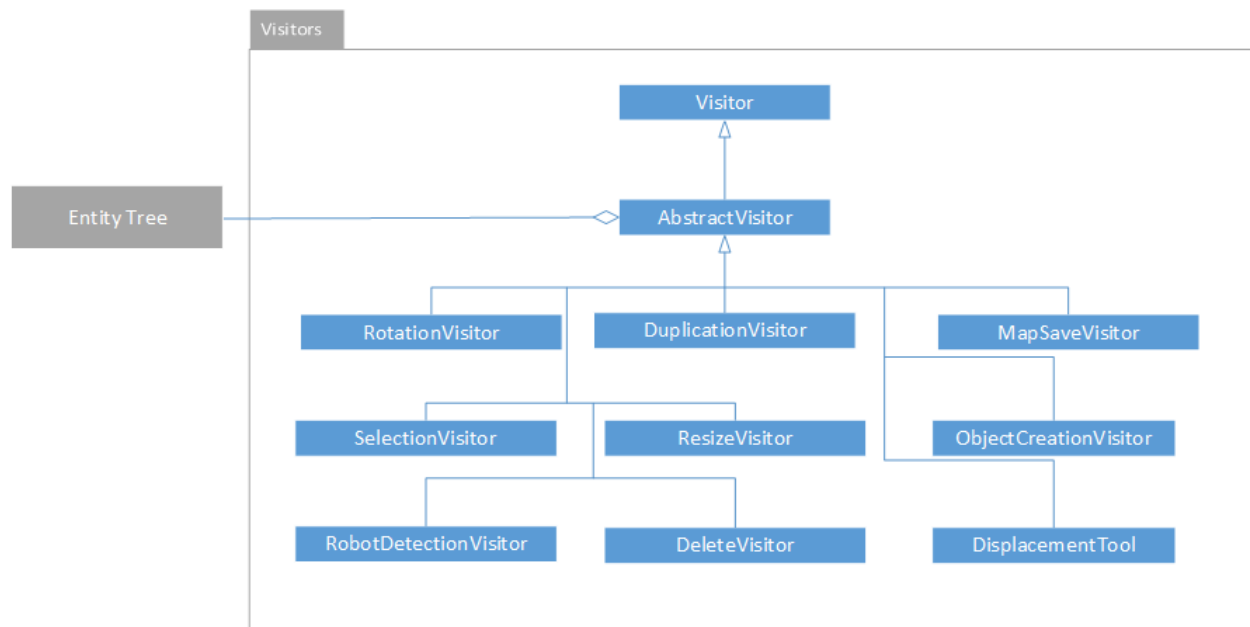 Visitors
Visitor
Entity Tree
AbstractVisitor
RotationVisitor
DuplicationVisitor
MapSaveVisitor
SelectionVisitor
ResizeVisitor
ObjectCreationVisitor
RobotDetectionVisitor
DeleteVisitor
DisplacementTool